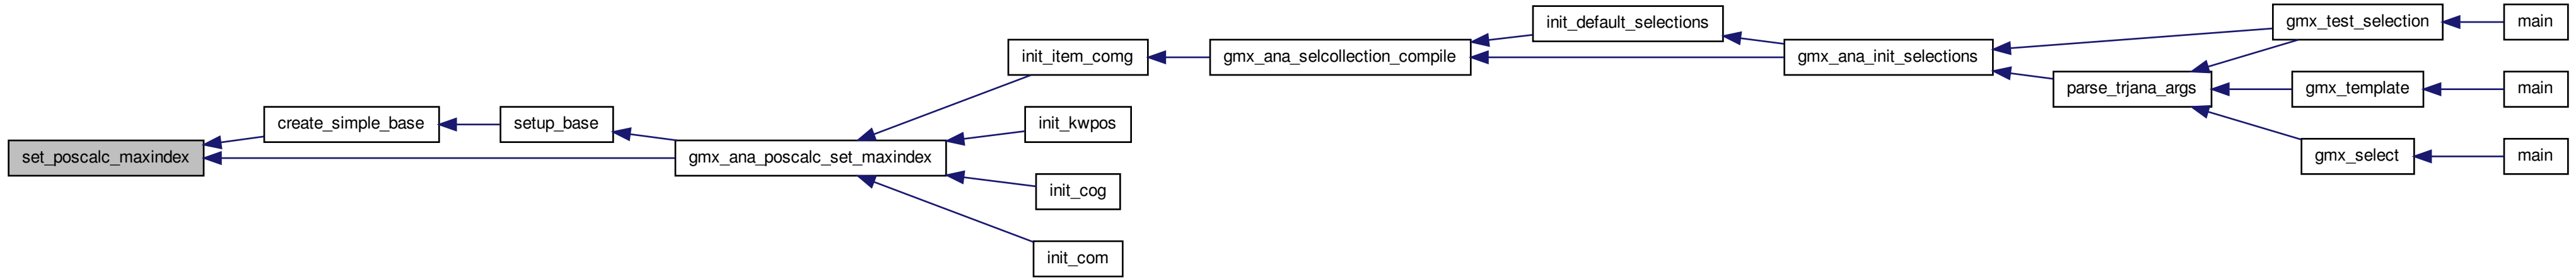 set_poscalc_maxindex
create_simple_base
setup_base
gmx_ana_poscalc_set_maxindex
init_item_comg
init_kwpos
init_cog
init_com
gmx_ana_selcollection_compile
init_default_selections
gmx_ana_init_selections
parse_trjana_args
gmx_test_selection
gmx_template
gmx_select
main
main
main